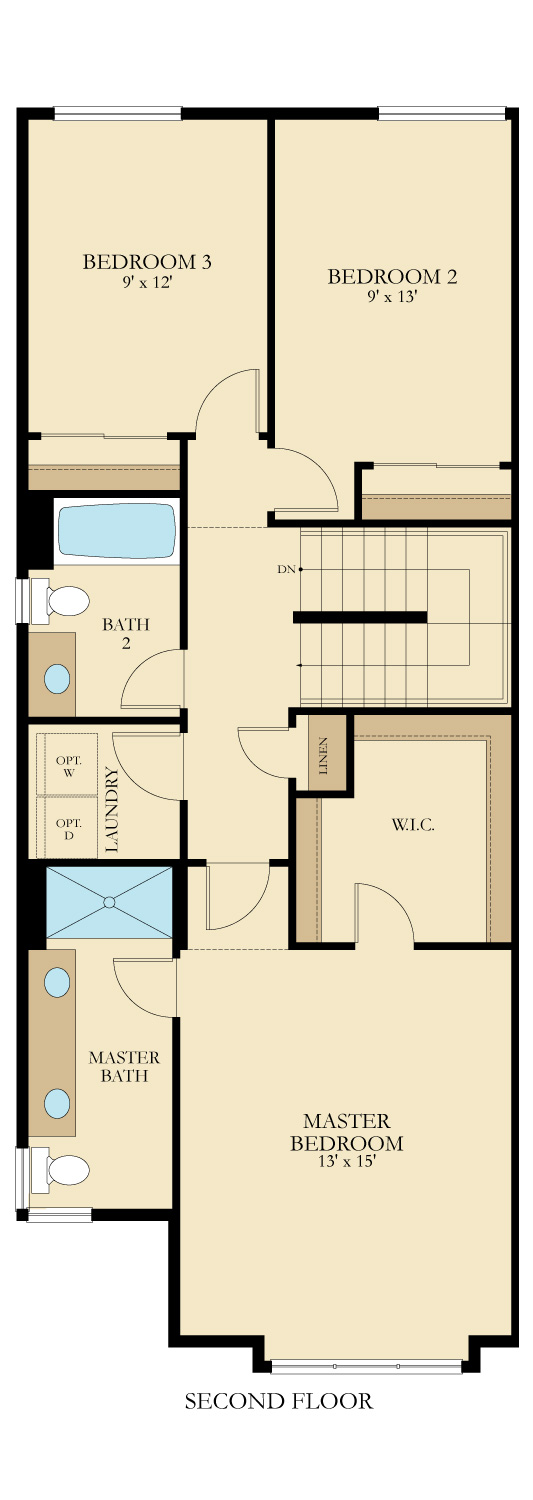 BEDROOM 3
9' x 12'
BEDROOM 2
9' x 13'
DN
BATH
2
OPT.
W
OPT.
D
LAUNDRY
LINEN
W.I.C.
MASTER
BATH
MASTER
BEDROOM
13' x 15'
SECOND FLOOR